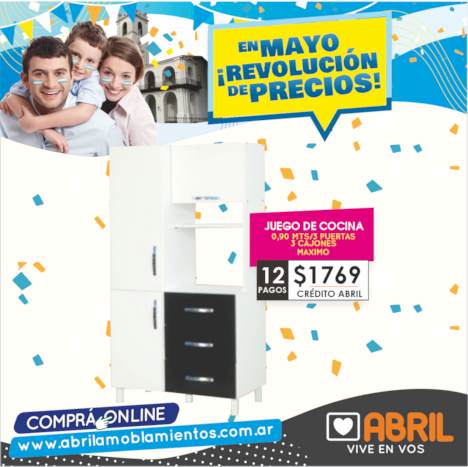 EN MAYO
¡REVOLUCIÓN
DE PRECIOS!
JUEGO DE COCINA
0,90 MTS/3 PUERTAS
3 CAJONES
MAXIMO
12 PAGOS
$1769
CRÉDITO ABRIL
COMPRÁ ONLINE
www.abrilamoblamientos.com.ar
ABRIL
VIVE EN VOS